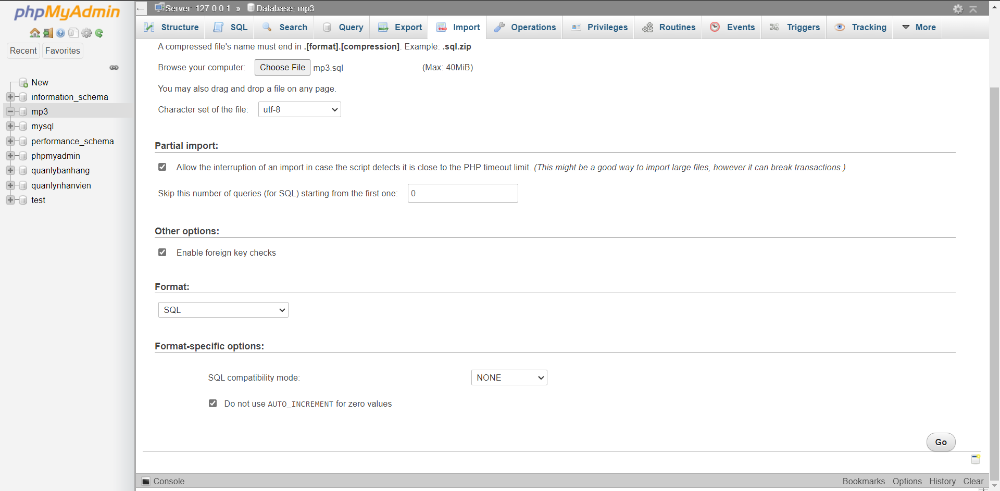 phpMyAdmin
Recent Favorites
New
information_schema
mp3
mysql
performance_schema
phpmyadmin
quanlybanhang
quanlynhanvien
test
Server: 127.0.0.1 » Database: mp3
Structure SQL Search Query Export Import Operations Privileges Routines Events Triggers Tracking More
A compressed file's name must end in .[format].[compression]. Example: .sql.zip
Browse your computer: Choose File mp3.sql (Max: 40MiB)
You may also drag and drop a file on any page.
Character set of the file: utf-8
Partial import:
Allow the interruption of an import in case the script detects it is close to the PHP timeout limit. (This might be a good way to import large files, however it can break transactions.)
Skip this number of queries (for SQL) starting from the first one: 0
Other options:
Enable foreign key checks
Format:
SQL
Format-specific options:
SQL compatibility mode: NONE
Do not use AUTO_INCREMENT for zero values
Go
Console Bookmarks Options History Clear